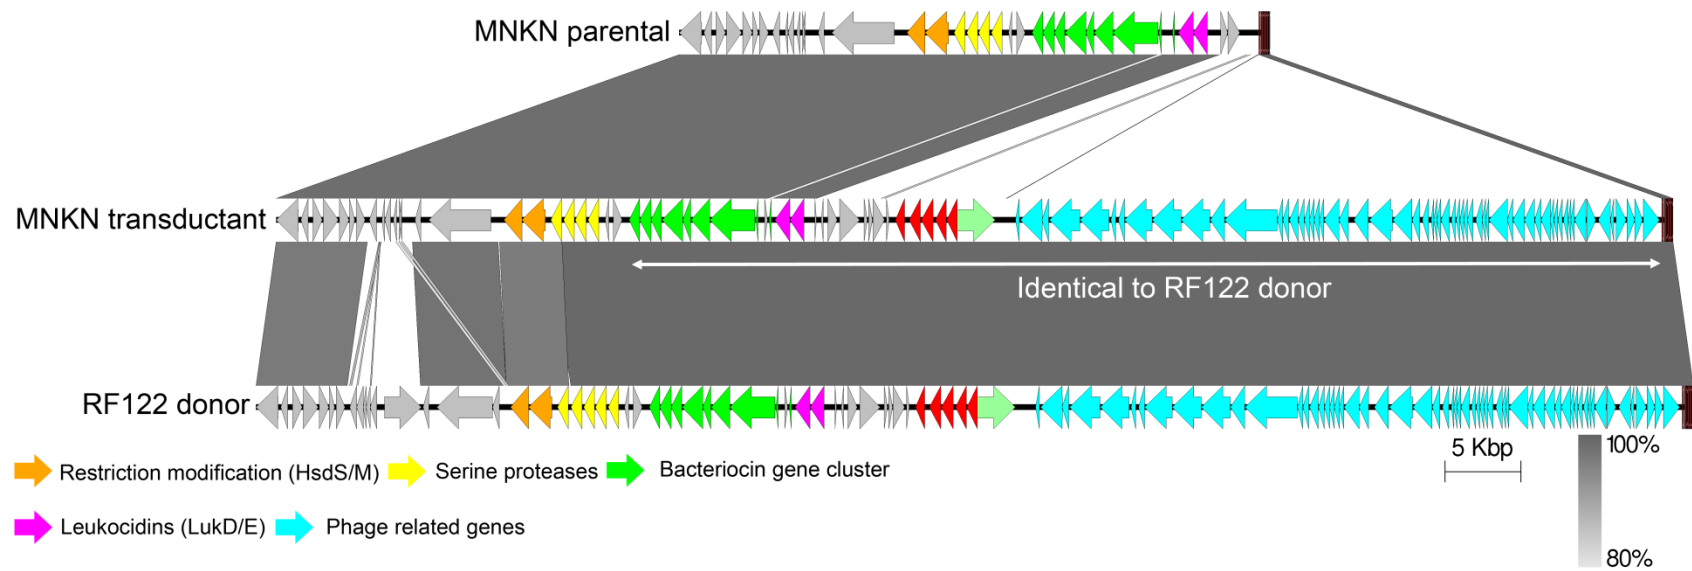 MNKN parental
MNKN transductant
Identical to RF122 donor
RF122 donor
5 Kbp
100%
Restriction modification (HsdS/M)
Serine proteases
Bacteriocin gene cluster
Leukocidins (LukD/E)
Phage related genes
80%